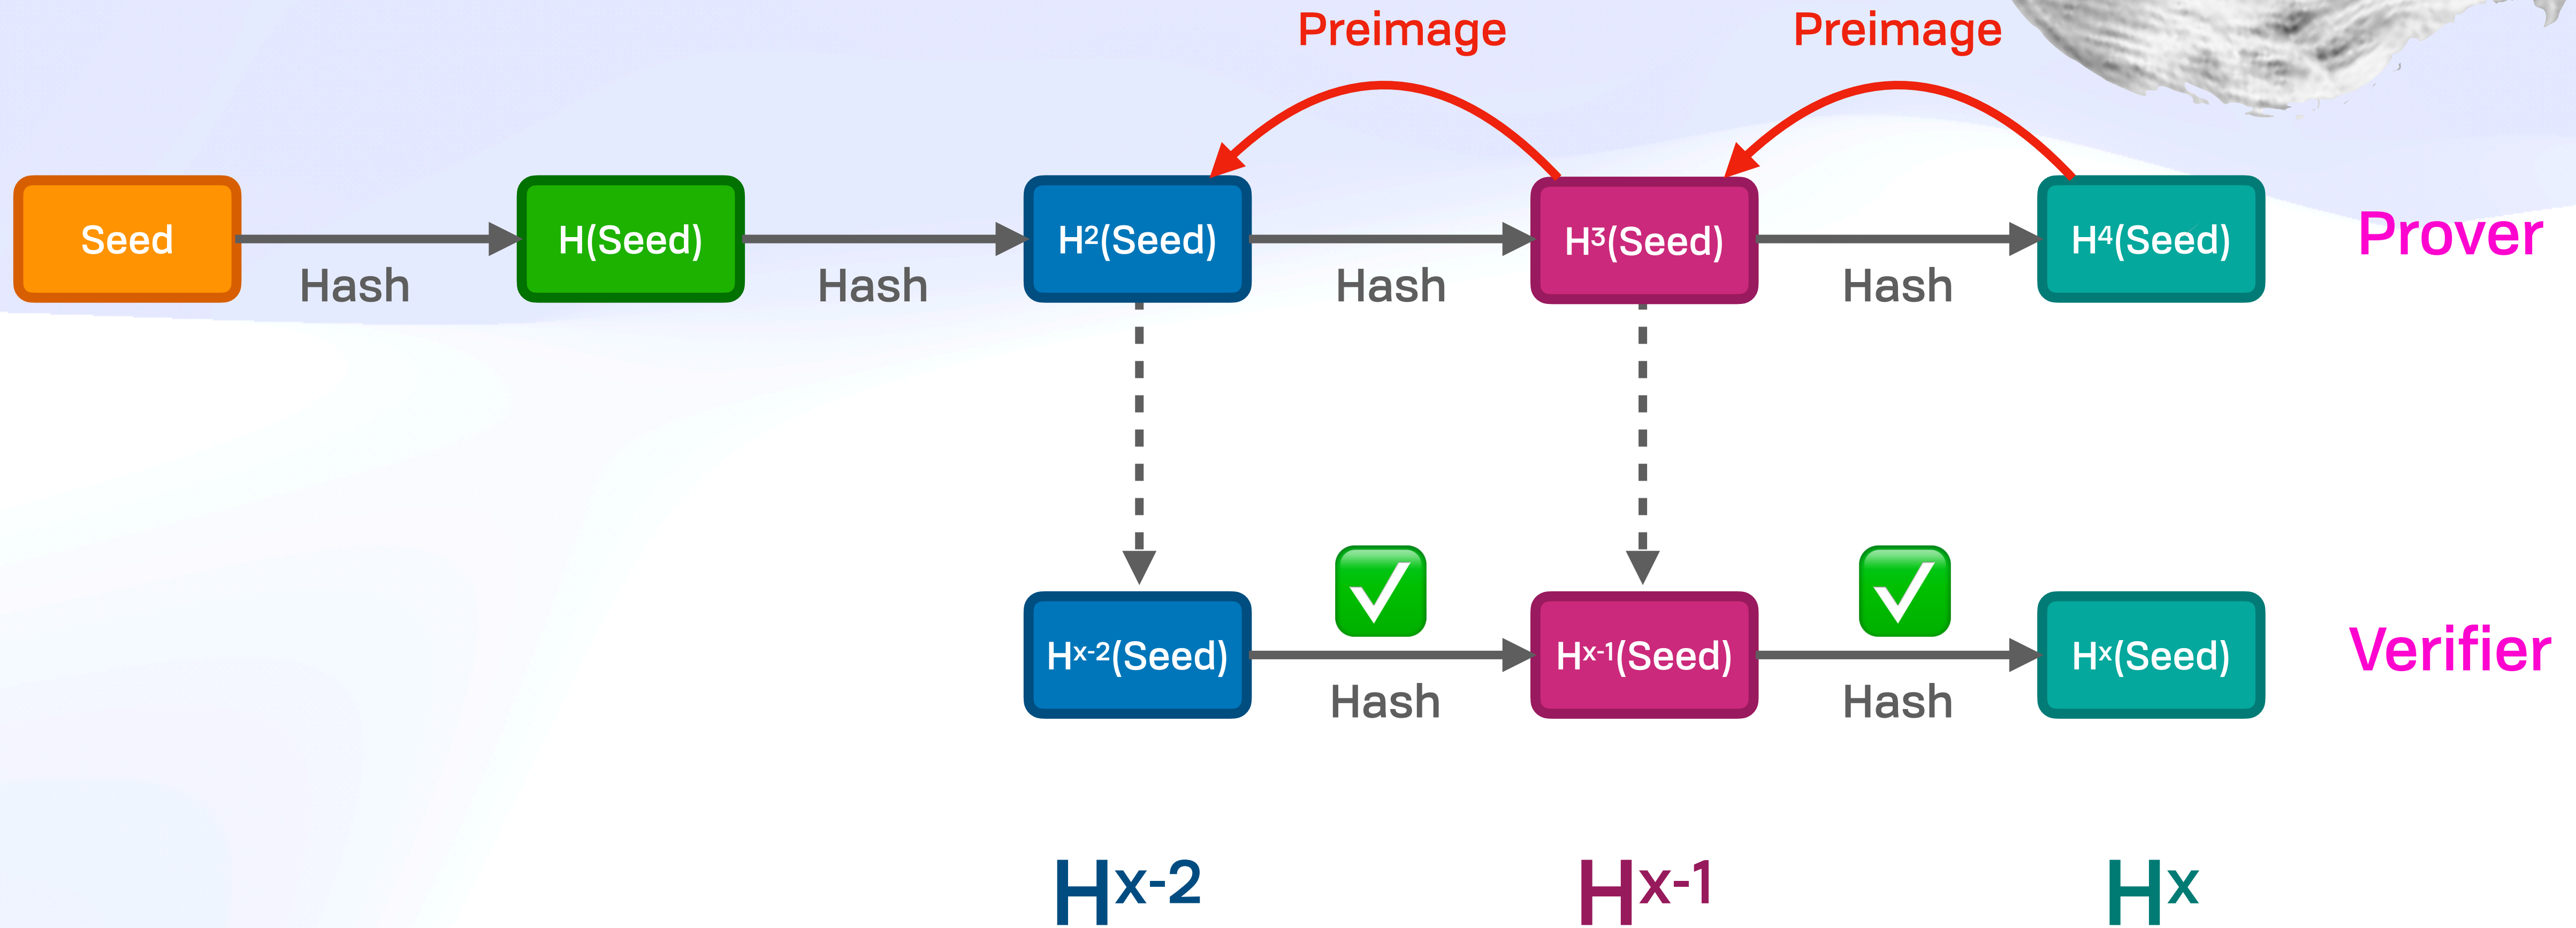 Preimage
Preimage
Seed
H(Seed)
H²(Seed)
H³(Seed)
H⁴(Seed)
Prover
Hash
Hash
Hash
Hash
Hˣ⁻²(Seed)
Hˣ⁻¹(Seed)
Hˣ(Seed)
Verifier
Hash
Hash
Hˣ⁻²
Hˣ⁻¹
Hˣ